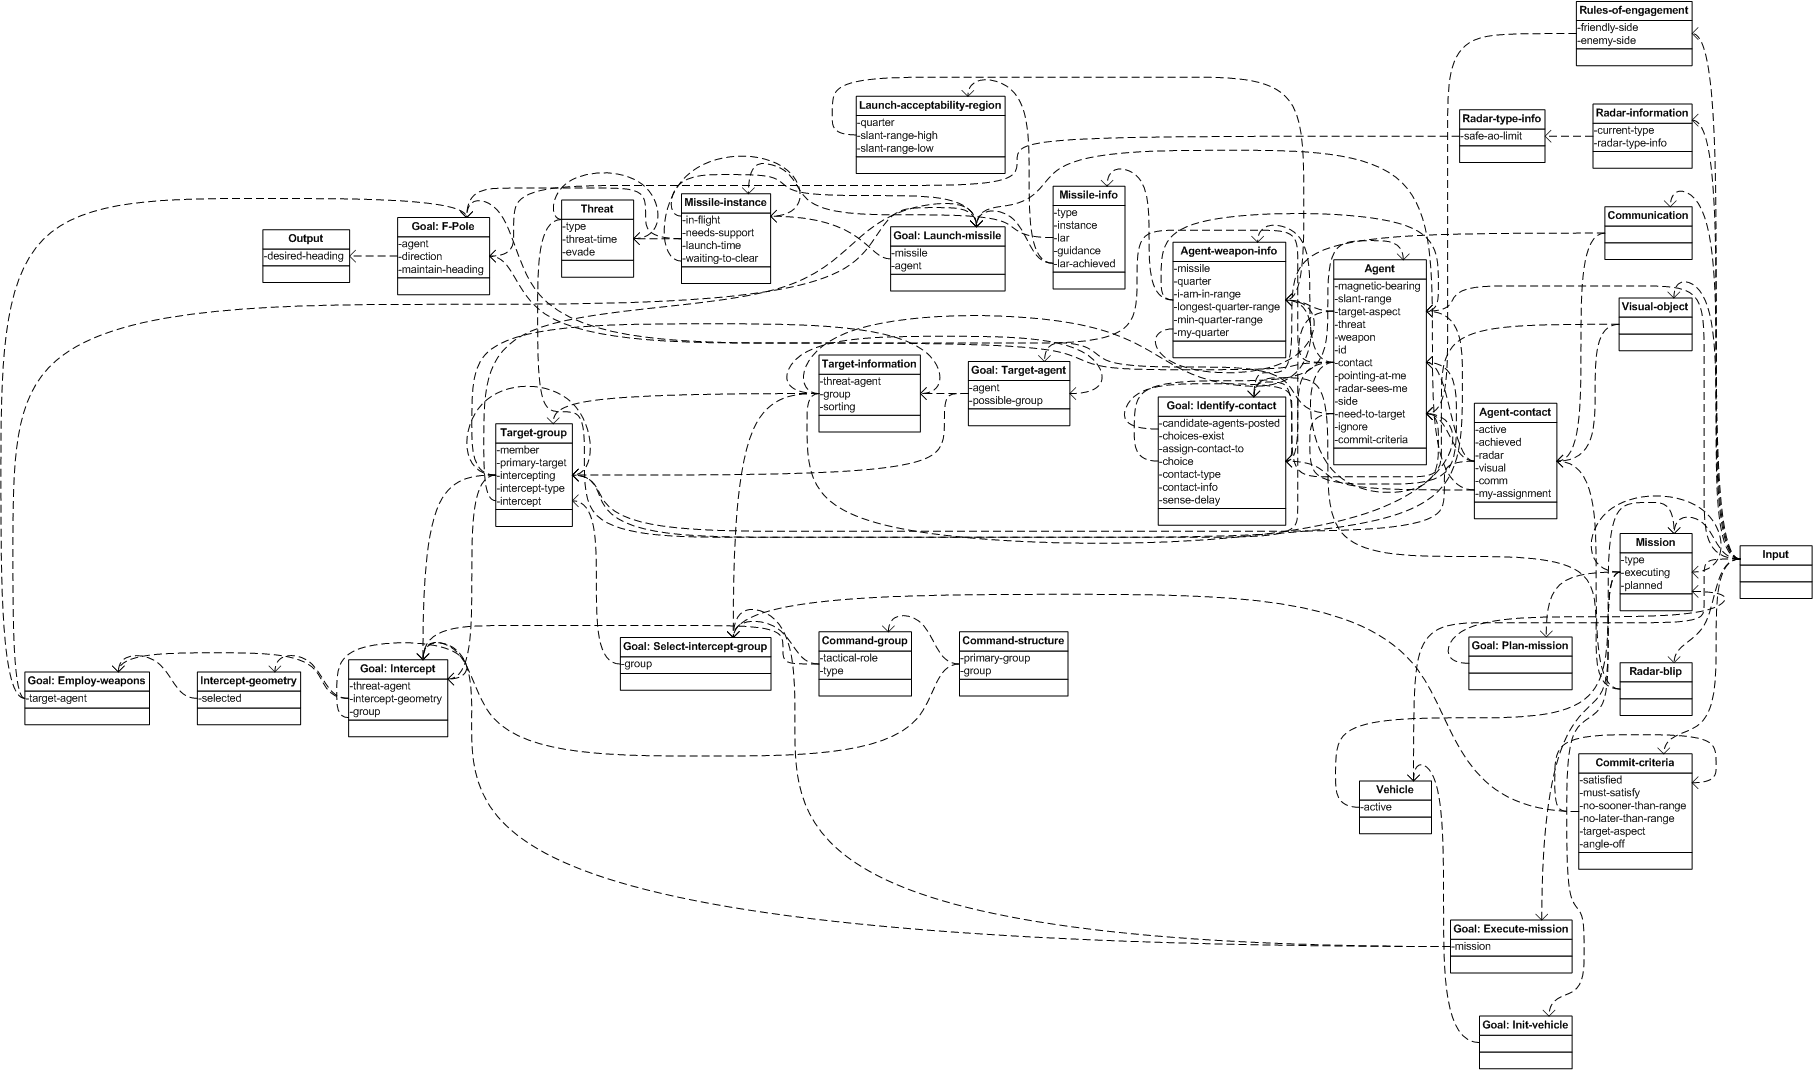 Rules-of-engagement
-friendly-side
-enemy-side
Launch-acceptability-region
-quarter
-slant-range-high
-slant-range-low
Radar-type-info
-safe-ao-limit
Radar-information
-current-type
-radar-type-info
Output
-desired-heading
Goal: F-Pole
-agent
-direction
-maintain-heading
Threat
-type
-threat-time
-evade
Missile-instance
-in-flight
-needs-support
-launch-time
-waiting-to-clear
Goal: Launch-missile
-missile
-agent
Missile-info
-type
-instance
-lar
-guidance
-lar-achieved
Agent-weapon-info
-missile
-quarter
-i-am-in-range
-longest-quarter-range
-min-quarter-range
-my-quarter
Agent
-magnetic-bearing
-slant-range
-target-aspect
-threat
-weapon
-id
-contact
-pointing-at-me
-radar-sees-me
-side
-need-to-target
-ignore
-commit-criteria
Communication
Visual-object
Target-information
-threat-agent
-group
-sorting
Goal: Target-agent
-agent
-possible-group
Goal: Identify-contact
-candidate-agents-posted
-choices-exist
-assign-contact-to
-choice
-contact-type
-contact-info
-sense-delay
Agent-contact
-active
-achieved
-radar
-visual
-comm
-my-assignment
Target-group
-member
-primary-target
-intercepting
-intercept-type
-intercept
Mission
-type
-executing
-planned
Input
Goal: Employ-weapons
-target-agent
Intercept-geometry
-selected
Goal: Intercept
-threat-agent
-intercept-geometry
-group
Goal: Select-intercept-group
-group
Command-group
-tactical-role
-type
Command-structure
-primary-group
-group
Goal: Plan-mission
Radar-blip
Vehicle
-active
Commit-criteria
-satisfied
-must-satisfy
-no-sooner-than-range
-no-later-than-range
-target-aspect
-angle-off
Goal: Execute-mission
-mission
Goal: Init-vehicle